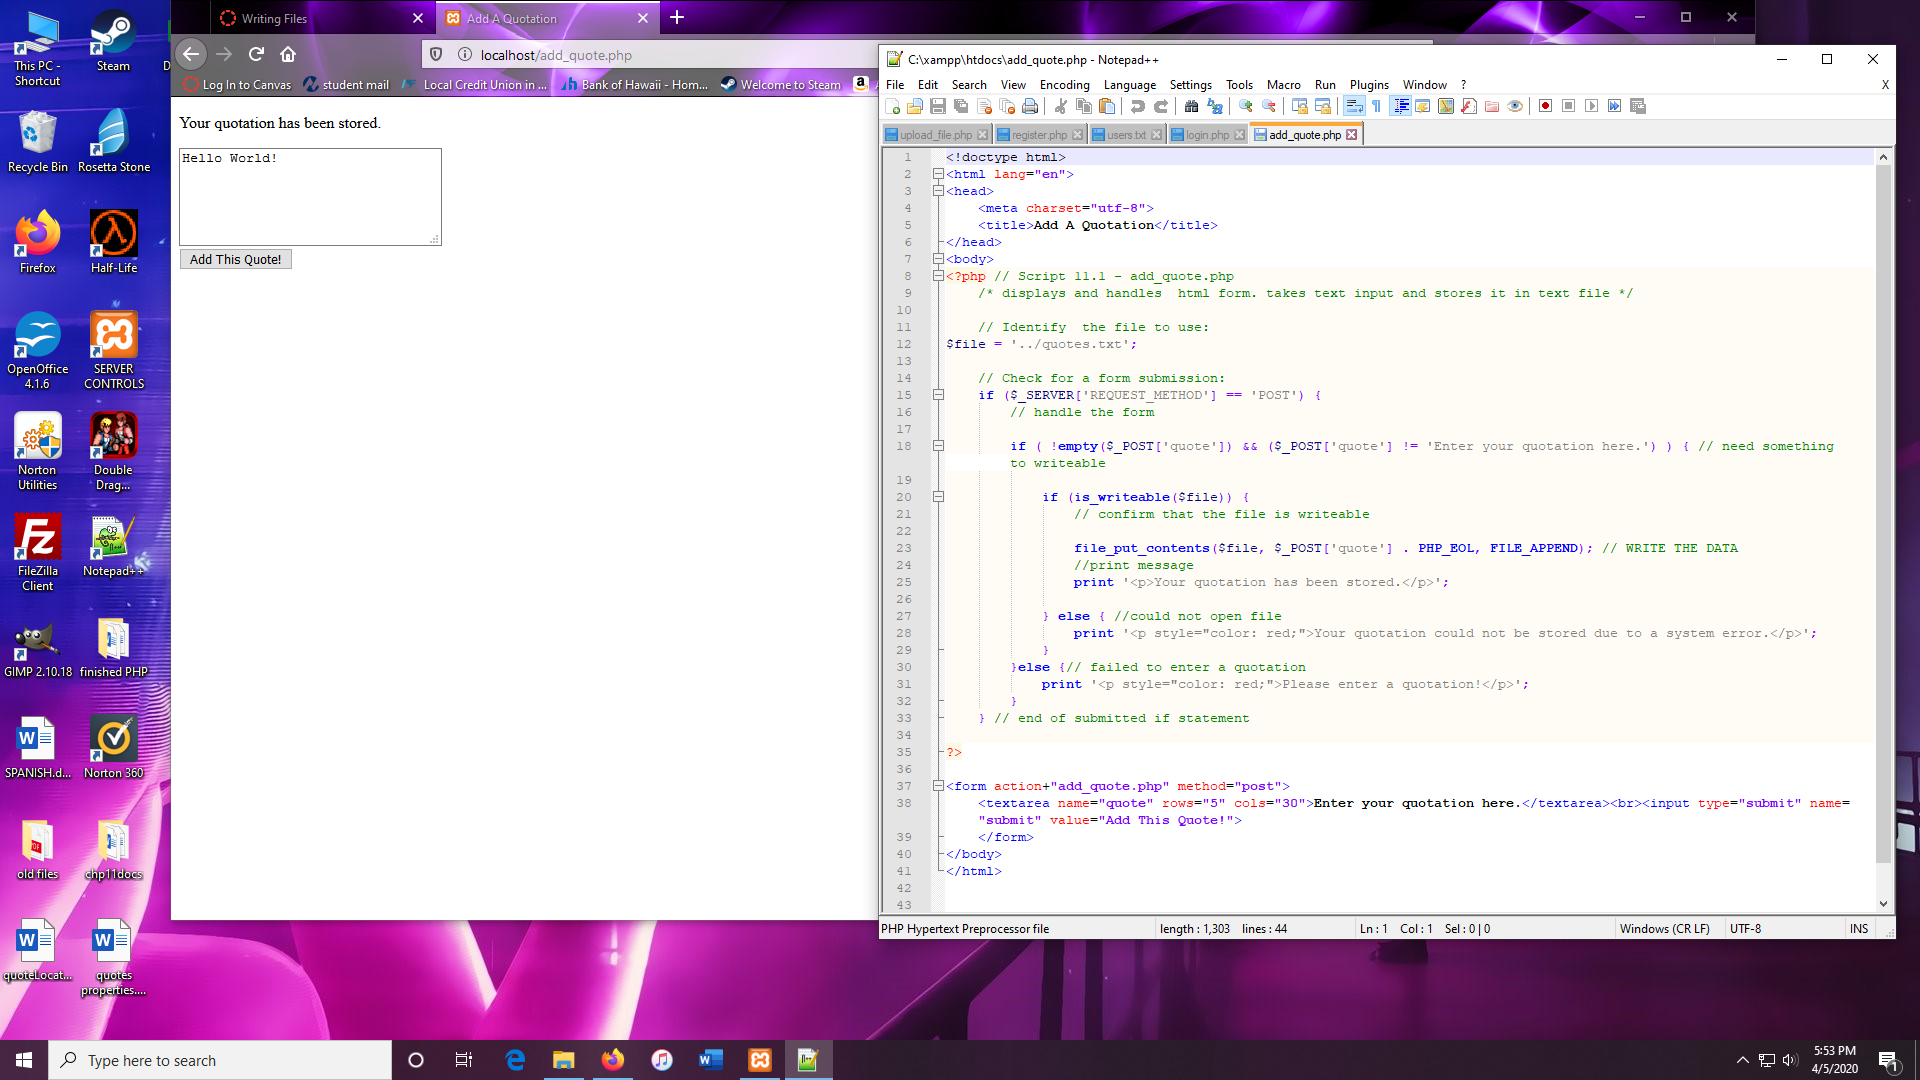 This PC - Shortcut
Steam
D
Recycle Bin
Rosetta Stone
Firefox
Half-Life
OpenOffice 4.1.6
SERVER CONTROLS
Norton Utilities
Double Drag...
FileZilla Client
Notepad++
GIMP 2.10.18
finished PHP
SPANISH.d...
Norton 360
old files
chp11docs
quoteLocat...
quotes properties....
Writing Files
Add A Quotation
localhost/add_quote.php
Log In to Canvas
student mail
Local Credit Union in ...
Bank of Hawaii - Hom...
Welcome to Steam
Your quotation has been stored.
Hello World!
Add This Quote!
C:\xampp\htdocs\add_quote.php - Notepad++
File Edit Search View Encoding Language Settings Tools Macro Run Plugins Window ? X
upload_file.php register.php users.txt login.php add_quote.php
1 <!doctype html>
2 <html lang="en">
3 <head>
4 <meta charset="utf-8">
5 <title>Add A Quotation</title>
6 </head>
7 <body>
8 <?php // Script 11.1 - add_quote.php
9 /* displays and handles  html form. takes text input and stores it in text file */
10
11 // Identify  the file to use:
12 $file = '../quotes.txt';
13
14 // Check for a form submission:
15 if ($_SERVER['REQUEST_METHOD'] == 'POST') {
16 // handle the form
17
18 if ( !empty($_POST['quote']) && ($_POST['quote'] != 'Enter your quotation here.') ) { // need something
to writeable
19
20 if (is_writeable($file)) {
21 // confirm that the file is writeable
22
23 file_put_contents($file, $_POST['quote'] . PHP_EOL, FILE_APPEND); // WRITE THE DATA
24 //print message
25 print '<p>Your quotation has been stored.</p>';
26
27 } else { //could not open file
28 print '<p style="color: red;">Your quotation could not be stored due to a system error.</p>';
29 }
30 }else {// failed to enter a quotation
31 print '<p style="color: red;">Please enter a quotation!</p>';
32 }
33 } // end of submitted if statement
34
35 ?>
36
37 <form action+"add_quote.php" method="post">
38 <textarea name="quote" rows="5" cols="30">Enter your quotation here.</textarea><br><input type="submit" name=
"submit" value="Add This Quote!">
39 </form>
40 </body>
41 </html>
42
43
PHP Hypertext Preprocessor file length : 1,303 lines : 44 Ln : 1 Col : 1 Sel : 0 | 0 Windows (CR LF) UTF-8 INS
Type here to search
5:53 PM
4/5/2020
1